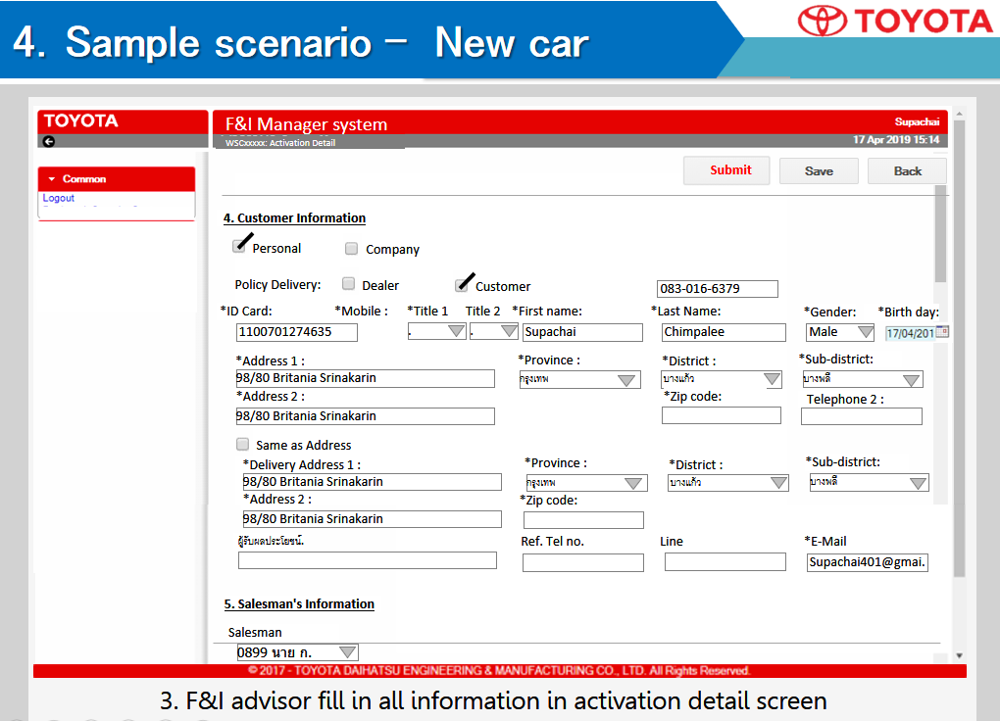 4. Sample scenario – New car
TOYOTA
TOYOTA
F&I Manager system
Supachai
WSCxxxxx: Activation Detail
17 Apr 2019 15:14
Common
Logout
Submit
Save
Back
4. Customer Information
Personal
Company
Policy Delivery:
Dealer
Customer
083-016-6379
*ID Card:
*Mobile :
*Title 1
Title 2
*First name:
*Last Name:
*Gender:
*Birth day:
1100701274635
.
.
Supachai
Chimpalee
Male
17/04/201
*Address 1 :
*Province :
*District :
*Sub-district:
98/80 Britania Srinakarin
กรุงเทพ
บางแก้ว
บางพลี
*Address 2 :
*Zip code:
Telephone 2 :
98/80 Britania Srinakarin
Same as Address
*Delivery Address 1 :
*Province :
*District :
*Sub-district:
98/80 Britania Srinakarin
กรุงเทพ
บางแก้ว
บางพลี
*Address 2 :
*Zip code:
98/80 Britania Srinakarin
ผู้รับผลประโยชน์.
Ref. Tel no.
Line
*E-Mail
Supachai401@gmai.
5. Salesman's Information
Salesman
0899 นาย ก.
© 2017 - TOYOTA DAIHATSU ENGINEERING & MANUFACTURING CO., LTD. All Rights Reserved.
3. F&I advisor fill in all information in activation detail screen